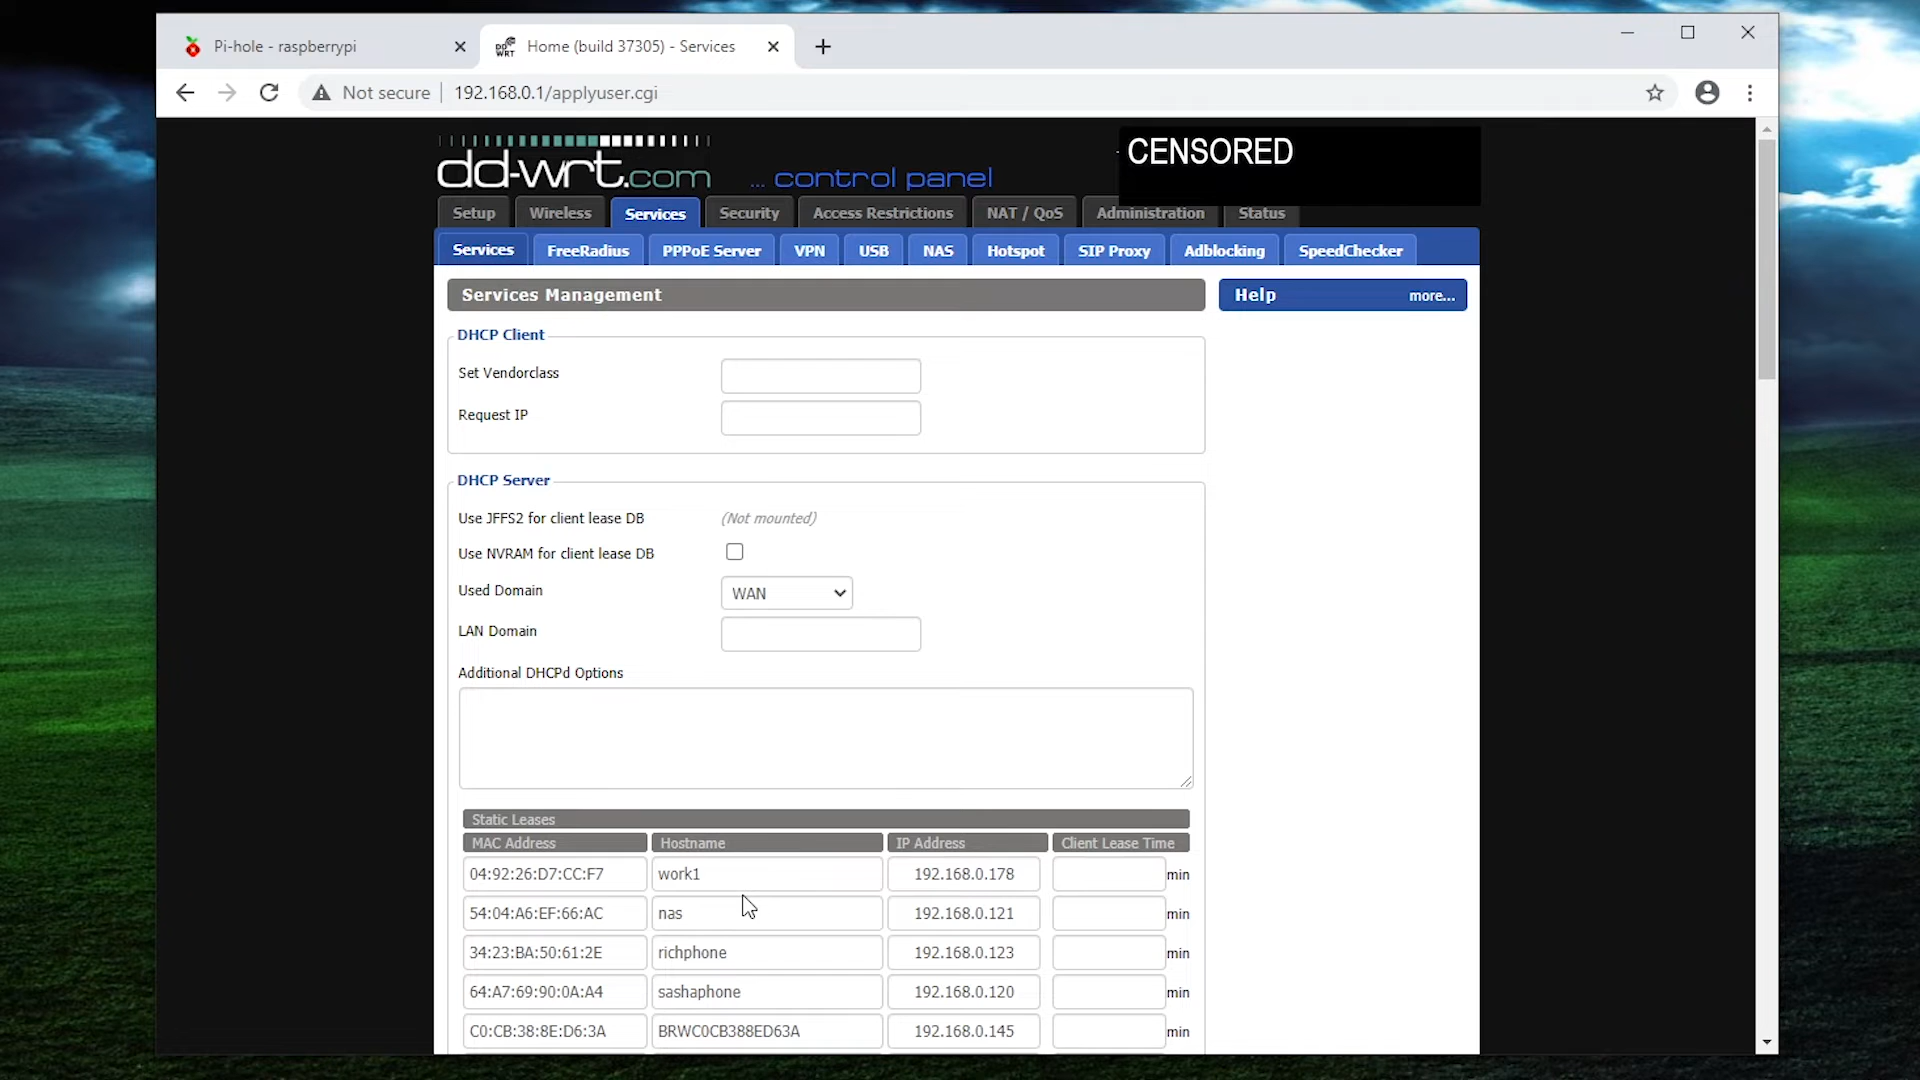 Pi-hole - raspberrypi
DD WRT Home (build 37305) - Services
Not secure 192.168.0.1/applyuser.cgi
dd-wrt.com ... control panel
CENSORED
Setup Wireless Services Security Access Restrictions NAT / QoS Administration Status
Services FreeRadius PPPoE Server VPN USB NAS Hotspot SIP Proxy Adblocking SpeedChecker
Services Management
Help more...
DHCP Client
Set Vendorclass
Request IP
DHCP Server
Use JFFS2 for client lease DB (Not mounted)
Use NVRAM for client lease DB
Used Domain WAN
LAN Domain
Additional DHCPd Options
Static Leases
MAC Address Hostname IP Address Client Lease Time
04:92:26:D7:CC:F7 work1 192.168.0.178 min
54:04:A6:EF:66:AC nas 192.168.0.121 min
34:23:BA:50:61:2E richphone 192.168.0.123 min
64:A7:69:90:0A:A4 sashaphone 192.168.0.120 min
C0:CB:38:8E:D6:3A BRWC0CB388ED63A 192.168.0.145 min